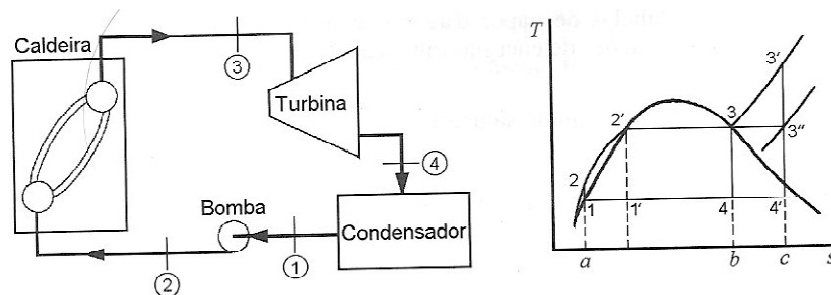 Caldeira
③
Turbina
④
Bomba
Condensador
①
②
T
3'
2'
3
3"
2
1
1'
4
4'
a
b
c
s